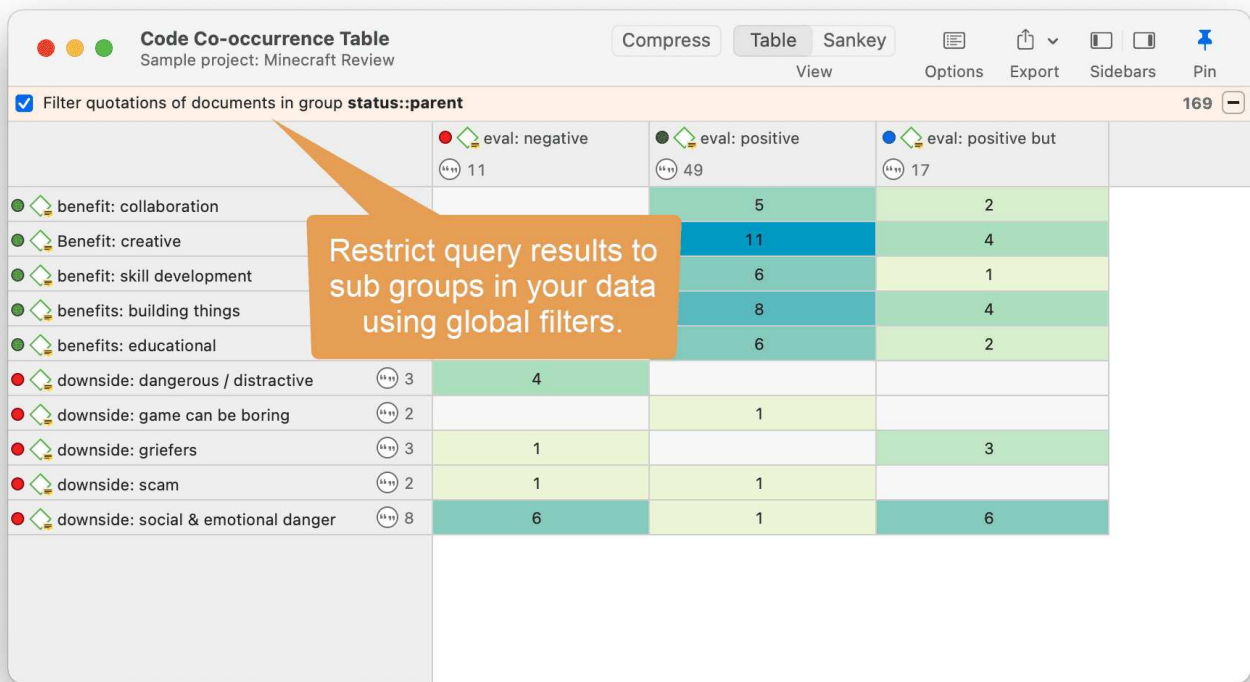 Code Co-occurrence Table
Sample project: Minecraft Review
Compress
Table Sankey
View
Options
Export
Sidebars
Pin
Filter quotations of documents in group status::parent
169
eval: negative
11
eval: positive
49
eval: positive but
17
benefit: collaboration
5
2
Benefit: creative
11
4
benefit: skill development
6
1
benefits: building things
8
4
benefits: educational
6
2
Restrict query results to
sub groups in your data
using global filters.
downside: dangerous / distractive
3
4
downside: game can be boring
2
1
downside: griefers
3
1
3
downside: scam
2
1
1
downside: social & emotional danger
8
6
1
6